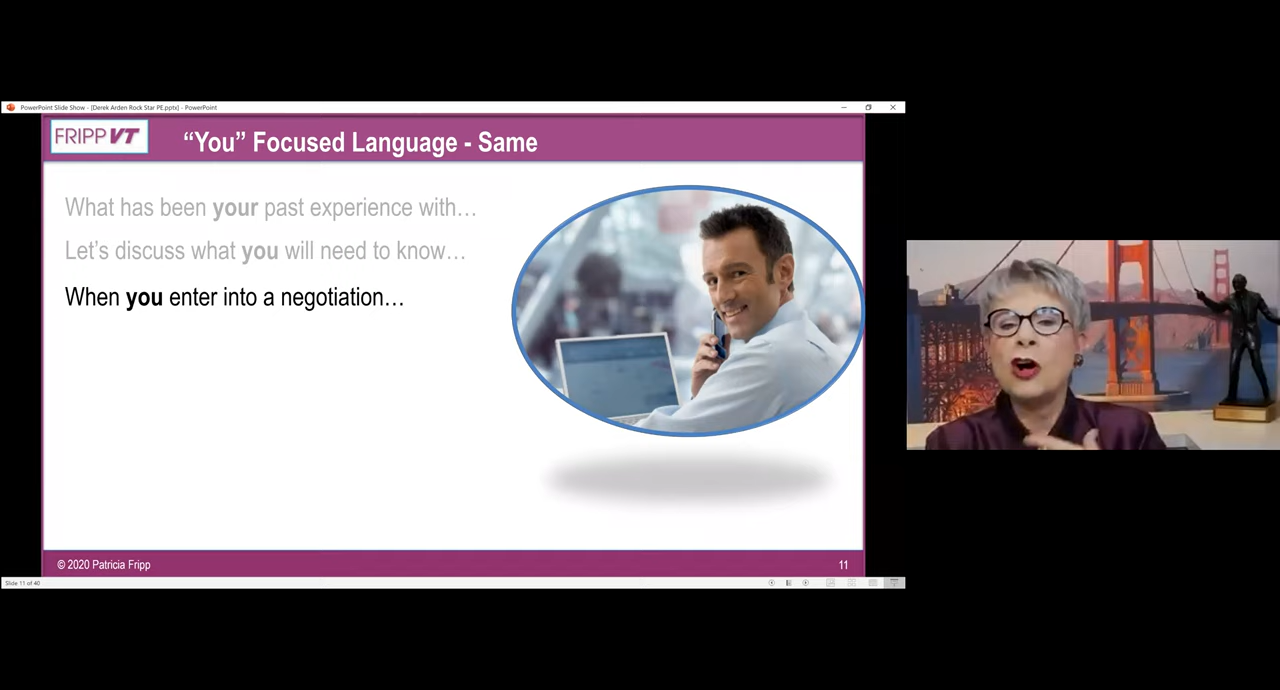 PowerPoint Slide Show - [Derek Arden Rock Star PE.pptx] - PowerPoint
FRIPP VT
“You” Focused Language - Same
What has been your past experience with…
Let’s discuss what you will need to know…
When you enter into a negotiation…
© 2020 Patricia Fripp
11
Slide 11 of 40